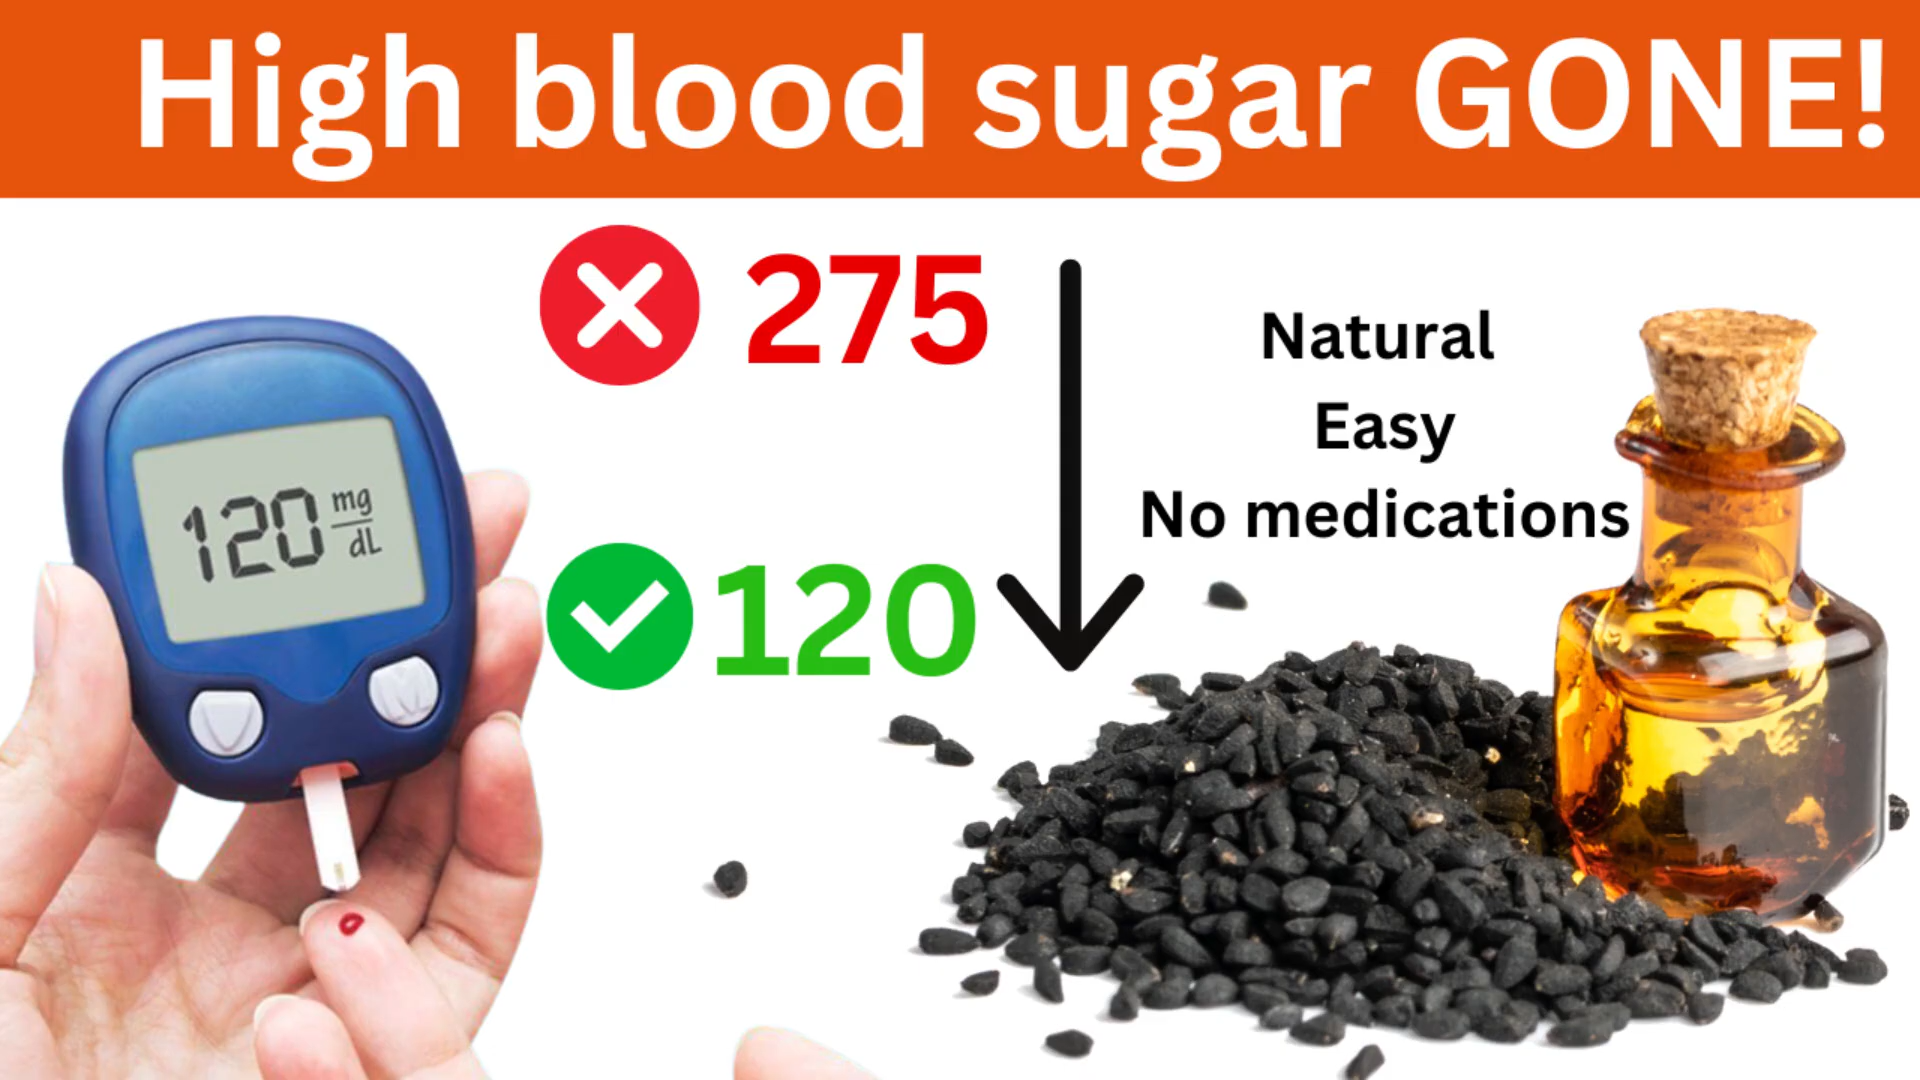 High blood sugar GONE!
275
120
Natural
Easy
No medications
120 mg/dL